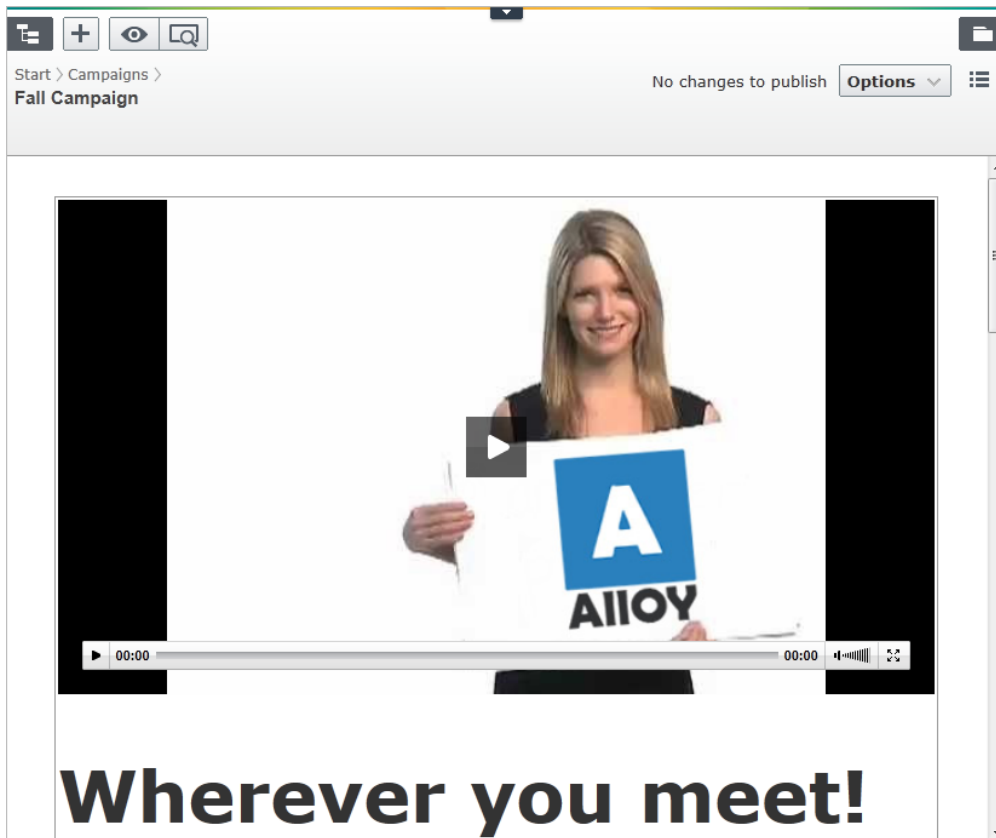 Start > Campaigns >
Fall Campaign
No changes to publish
Options
A
Alloy
00:00
00:00
Wherever you meet!